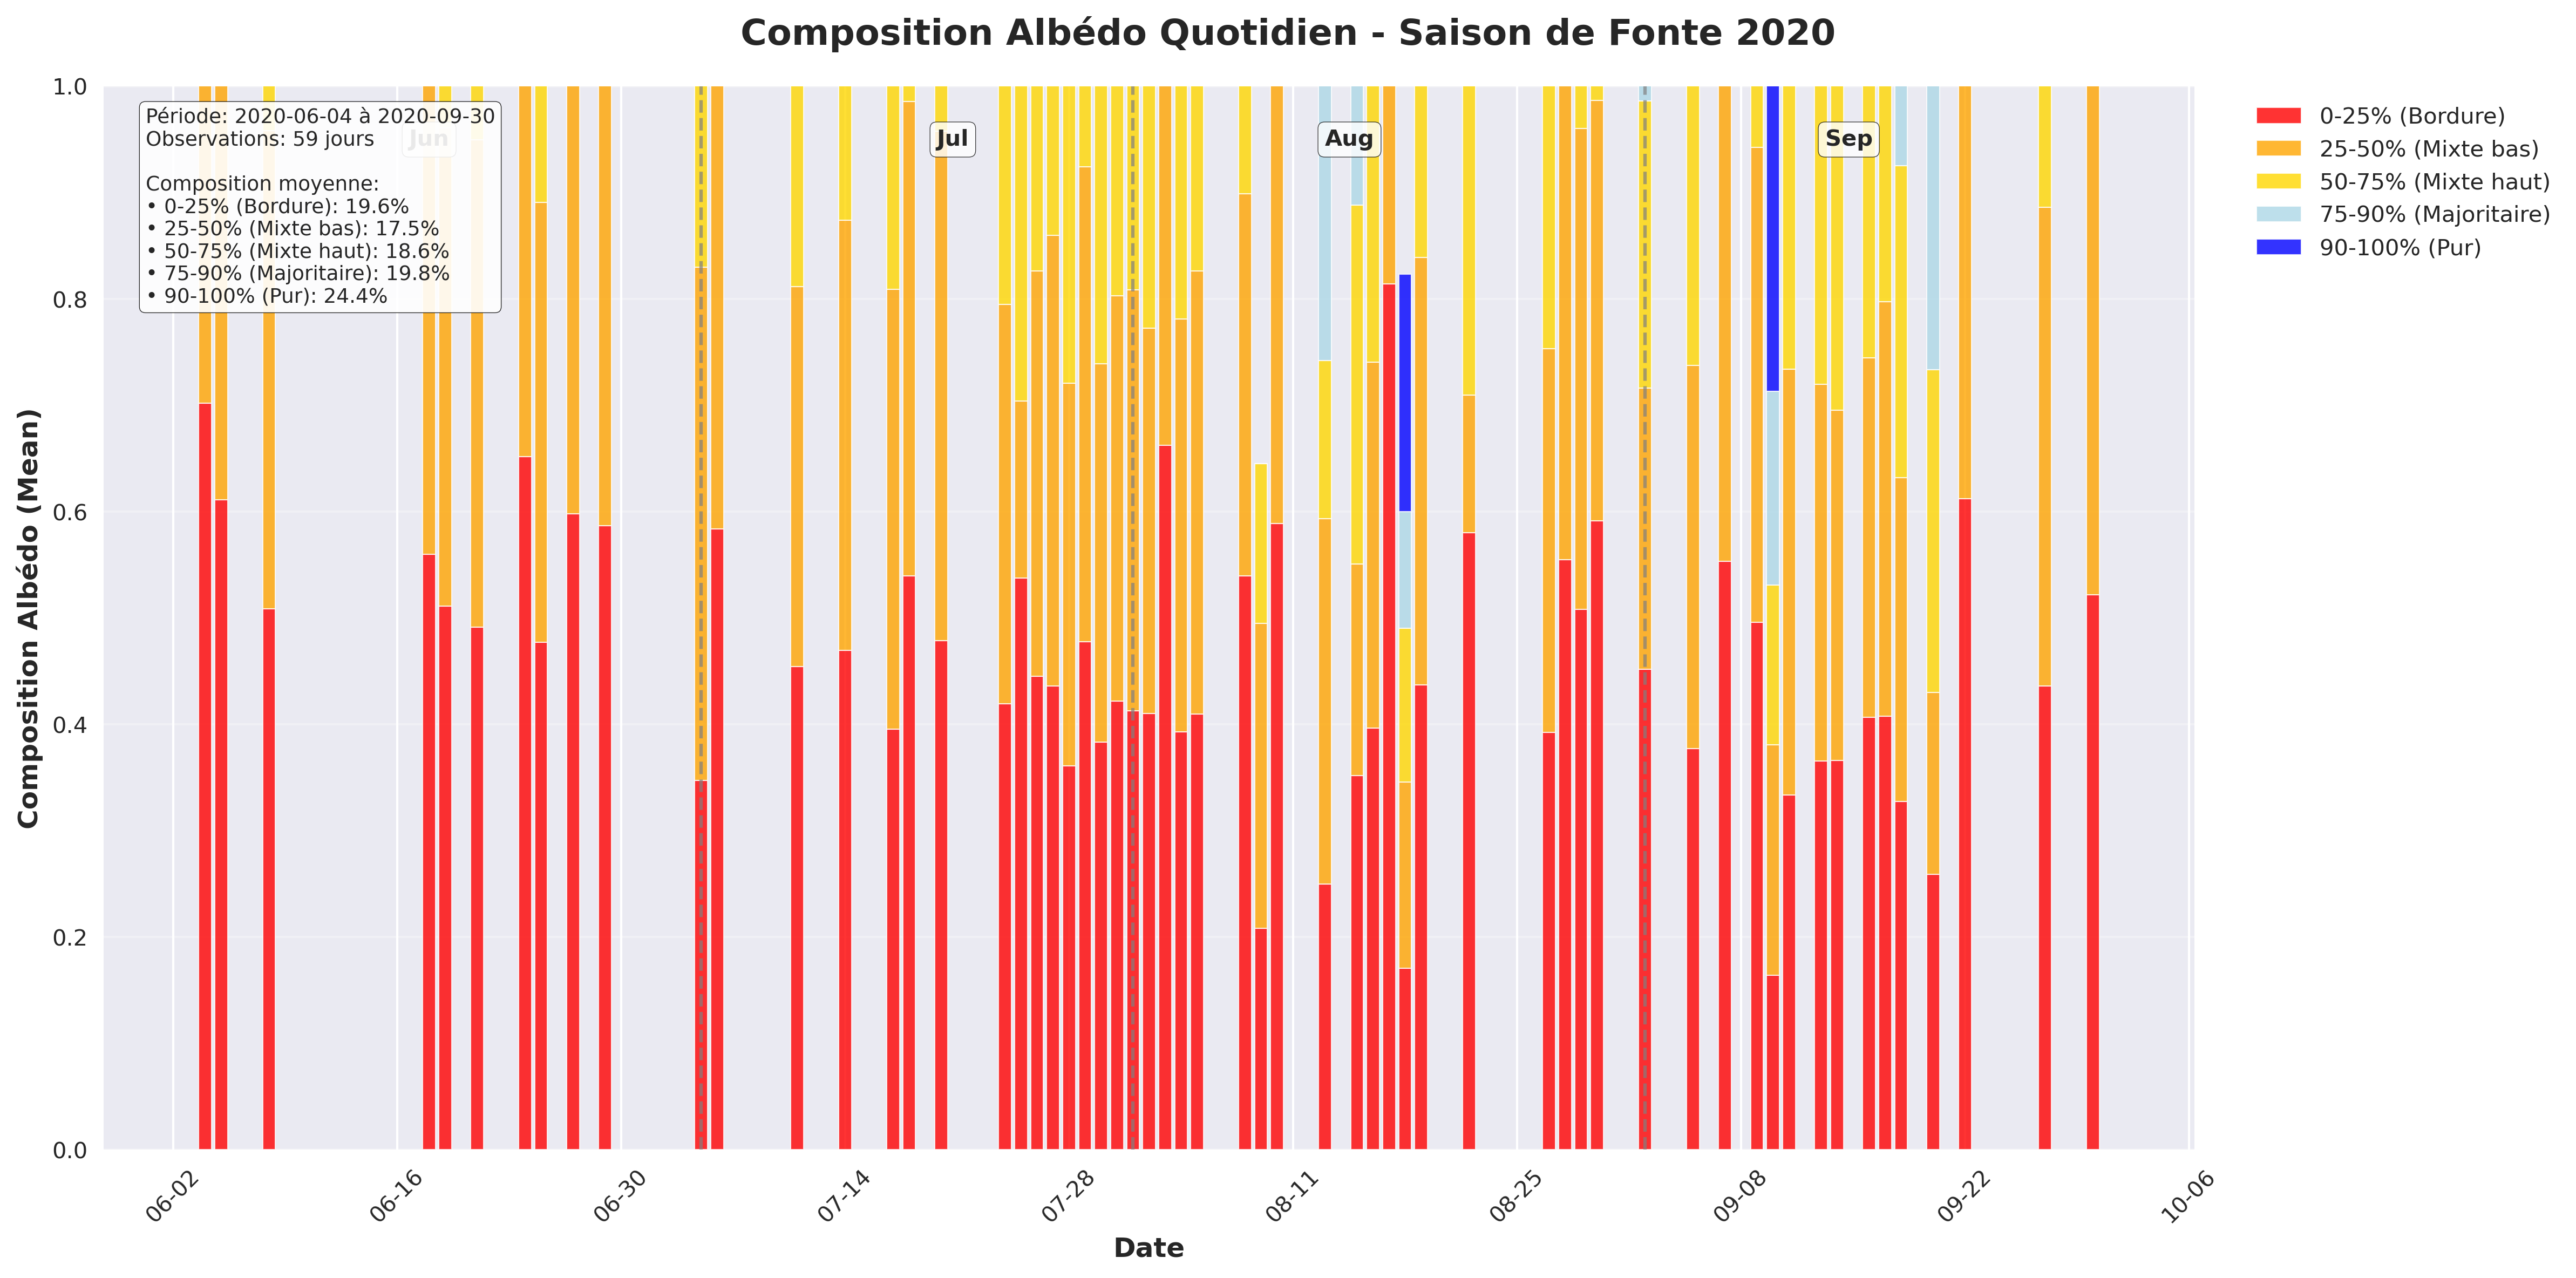 Composition Albédo Quotidien - Saison de Fonte 2020
Composition Albédo (Mean)
1.0
0.8
0.6
0.4
0.2
0.0
Période: 2020-06-04 à 2020-09-30
Observations: 59 jours
Composition moyenne:
• 0-25% (Bordure): 19.6%
• 25-50% (Mixte bas): 17.5%
• 50-75% (Mixte haut): 18.6%
• 75-90% (Majoritaire): 19.8%
• 90-100% (Pur): 24.4%
Jun
Jul
Aug
Sep
0-25% (Bordure)
25-50% (Mixte bas)
50-75% (Mixte haut)
75-90% (Majoritaire)
90-100% (Pur)
06-02
06-16
06-30
07-14
07-28
08-11
08-25
09-08
09-22
10-06
Date